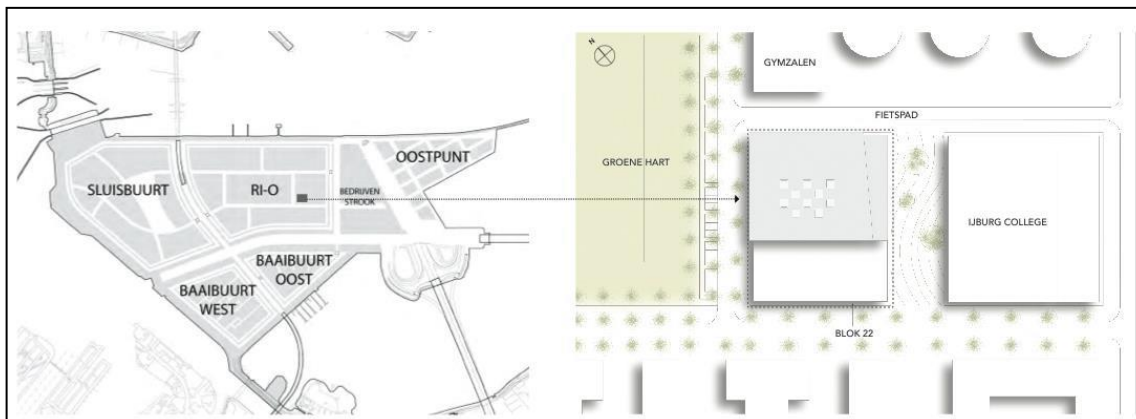 SLUISBUURT
RI-O
BEDRIJVEN
STROOK
OOSTPUNT
BAAIBUURT
WEST
BAAIBUURT
OOST
N
GYMZALEN
FIETSPAD
GROENE HART
IJBURG COLLEGE
BLOK 22